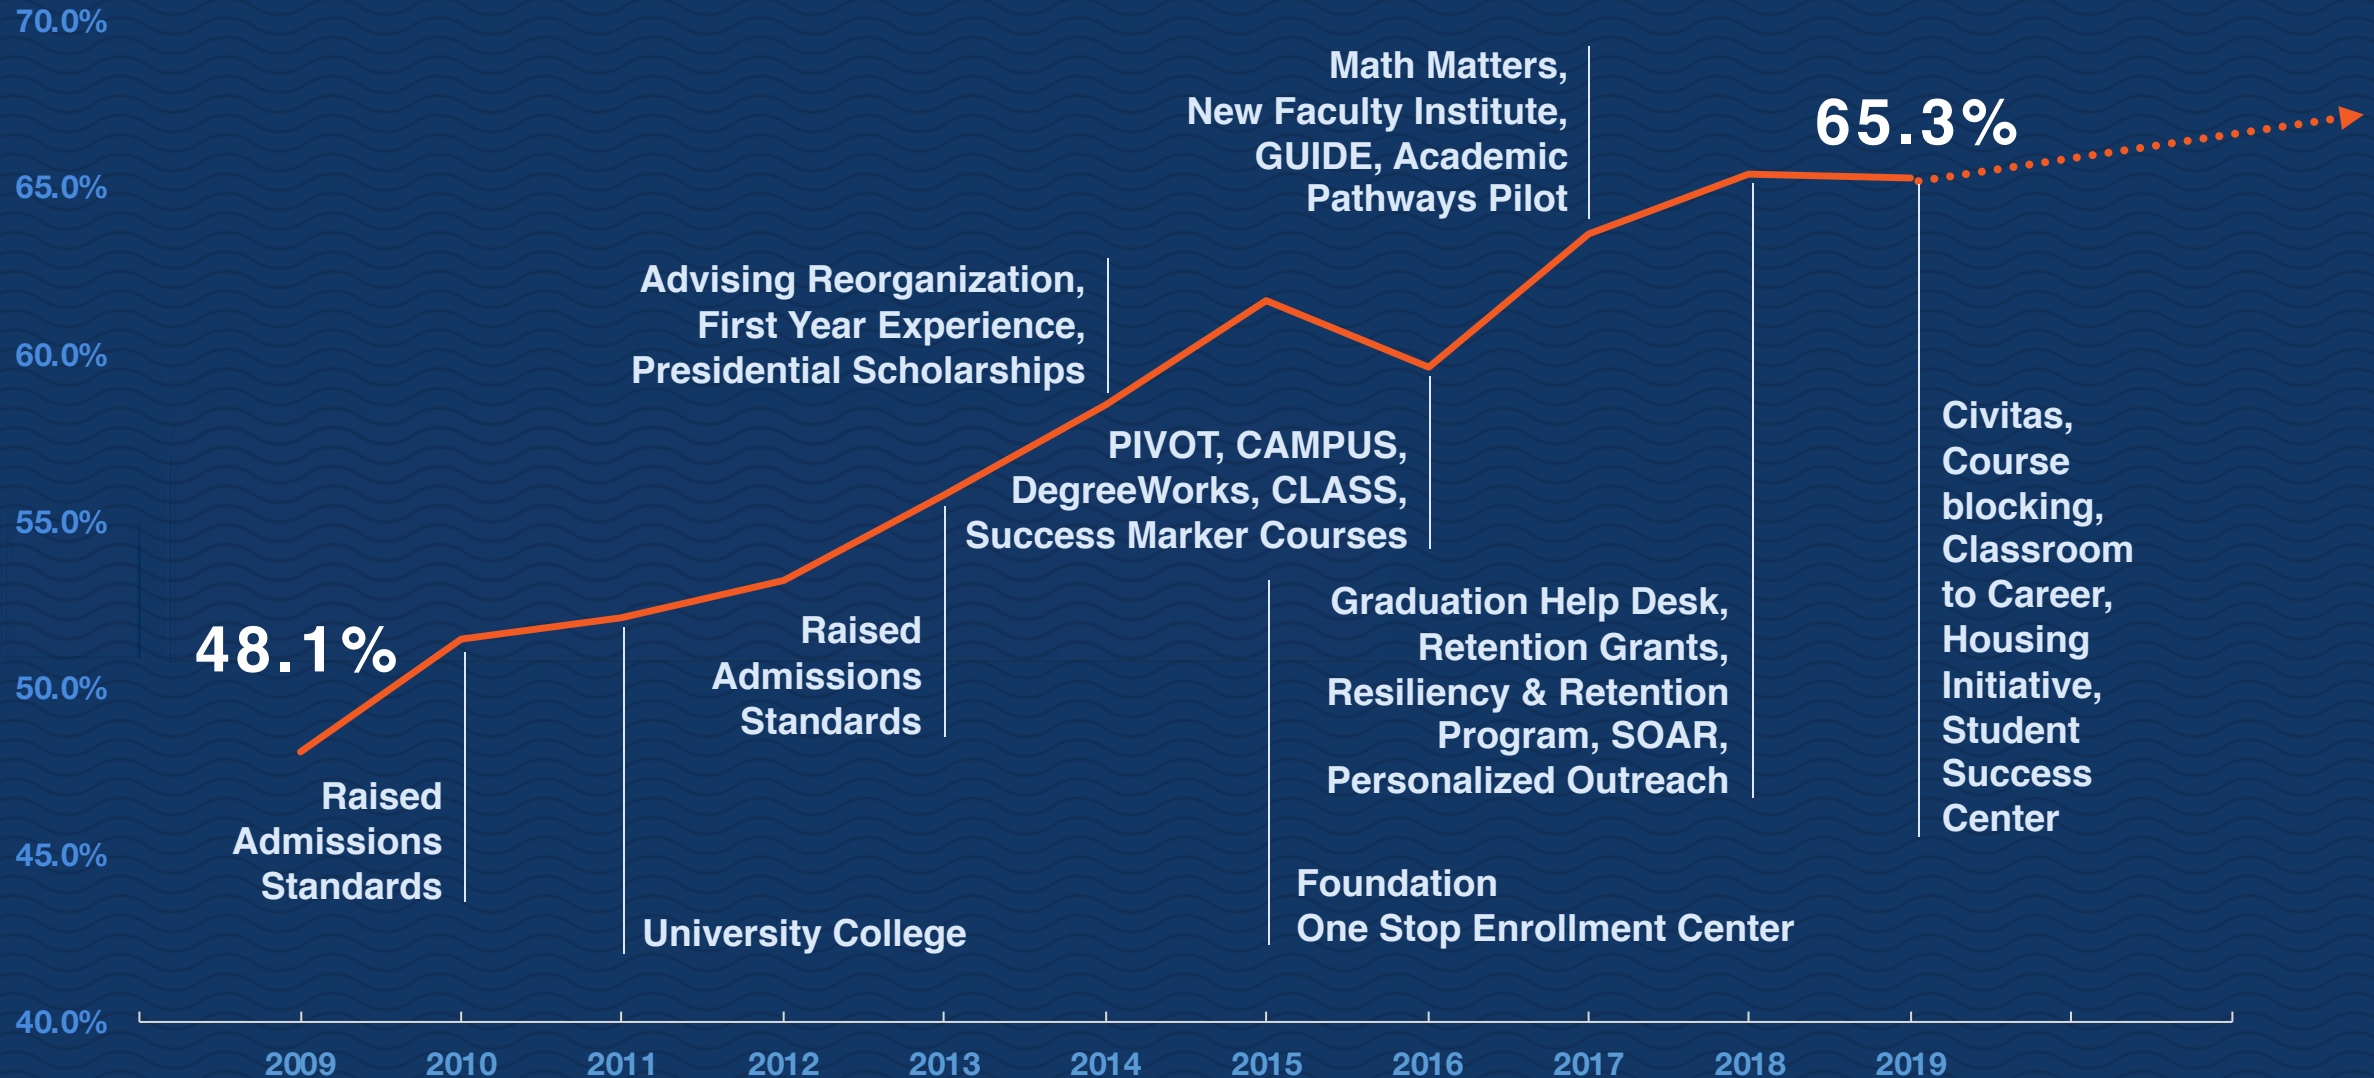 70.0%
65.0%
60.0%
55.0%
50.0%
45.0%
40.0%
48.1%
Raised
Admissions
Standards
University College
Raised
Admissions
Standards
Advising Reorganization,
First Year Experience,
Presidential Scholarships
Foundation
One Stop Enrollment Center
PIVOT, CAMPUS,
DegreeWorks, CLASS,
Success Marker Courses
Math Matters,
New Faculty Institute,
GUIDE, Academic
Pathways Pilot
Graduation Help Desk,
Retention Grants,
Resiliency & Retention
Program, SOAR,
Personalized Outreach
65.3%
Civitas,
Course
blocking,
Classroom
to Career,
Housing
Initiative,
Student
Success
Center
2009 2010 2011 2012 2013 2014 2015 2016 2017 2018 2019